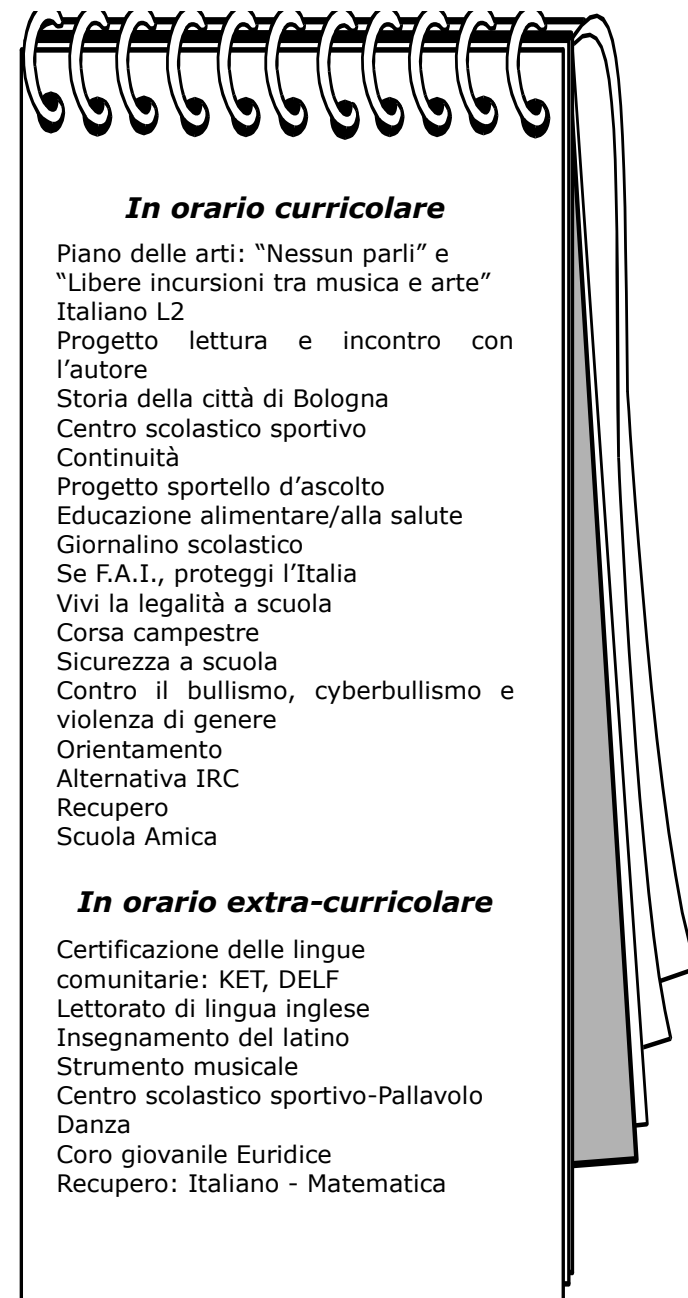 In orario curricolare
Piano delle arti: “Nessun parli” e
“Libere incursioni tra musica e arte”
Italiano L2
Progetto lettura e incontro con
l’autore
Storia della città di Bologna
Centro scolastico sportivo
Continuità
Progetto sportello d’ascolto
Educazione alimentare/alla salute
Giornalino scolastico
Se F.A.I., proteggi l’Italia
Vivi la legalità a scuola
Corsa campestre
Sicurezza a scuola
Contro il bullismo, cyberbullismo e
violenza di genere
Orientamento
Alternativa IRC
Recupero
Scuola Amica
In orario extra-curricolare
Certificazione delle lingue
comunitarie: KET, DELF
Lettorato di lingua inglese
Insegnamento del latino
Strumento musicale
Centro scolastico sportivo-Pallavolo
Danza
Coro giovanile Euridice
Recupero: Italiano - Matematica